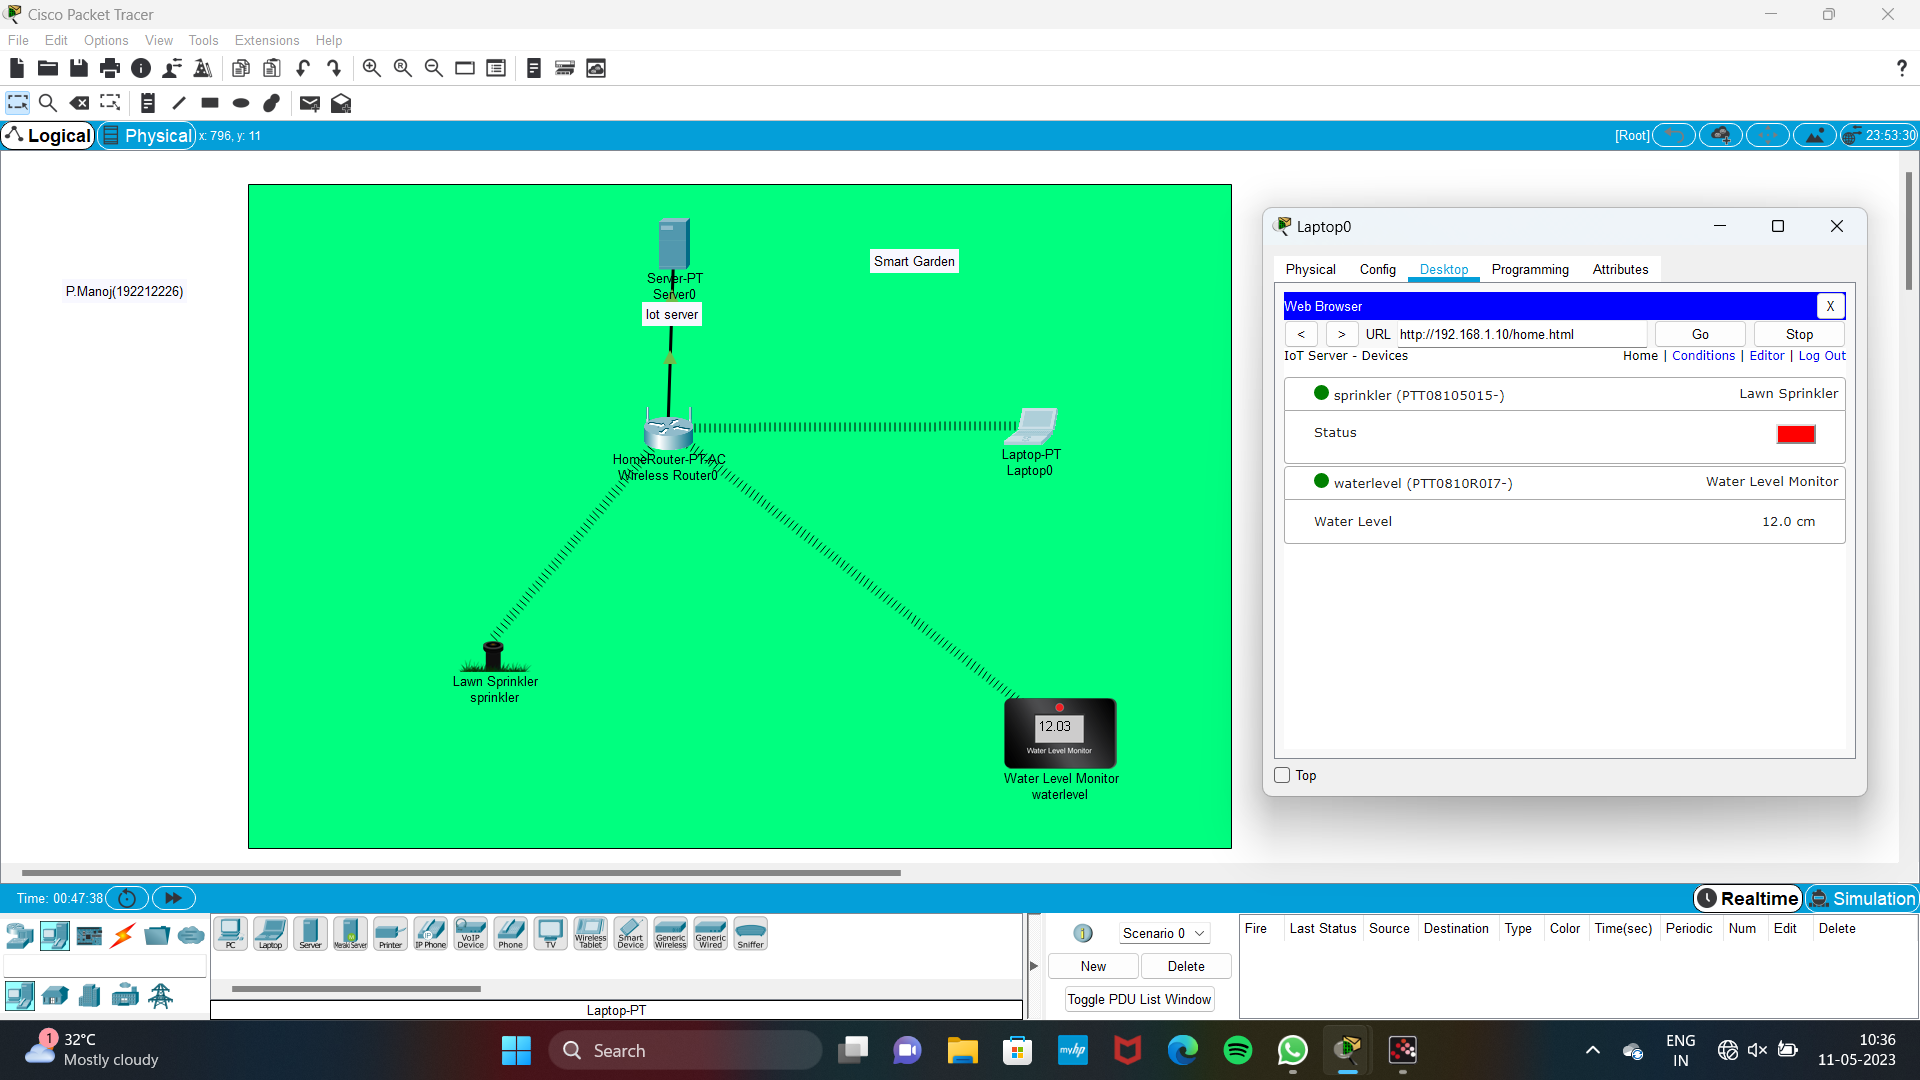 Cisco Packet Tracer
File Edit Options View Tools Extensions Help
?
Logical Physical x: 796, y: 11 [Root] 23:53:30
P.Manoj(192212226)
Smart Garden
Server-PT
Server0
Iot server
HomeRouter-PT-AC
Wireless Router0
Laptop-PT
Laptop0
Lawn Sprinkler
sprinkler
12.03
Water Level Monitor
Water Level Monitor
waterlevel
Laptop0
Physical Config Desktop Programming Attributes
Web Browser X
< > URL http://192.168.1.10/home.html Go Stop
IoT Server - Devices Home | Conditions | Editor | Log Out
sprinkler (PTT08105015-) Lawn Sprinkler
Status
waterlevel (PTT0810R0I7-) Water Level Monitor
Water Level 12.0 cm
Top
Time: 00:47:38 Realtime Simulation
PC Laptop Server Meraki Server Printer IP Phone VoIP Device Phone TV Wireless Tablet Smart Device Generic Wireless Generic Wired Sniffer
Laptop-PT
1 Scenario 0
New Delete
Toggle PDU List Window
Fire Last Status Source Destination Type Color Time(sec) Periodic Num Edit Delete
1 32°C
Mostly cloudy
Search
myhp
ENG
IN
10:36
11-05-2023